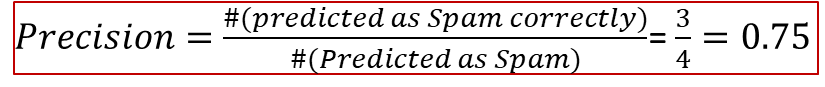 Precision = #(predicted as Spam correctly) / #(Predicted as Spam) = 3/4 = 0.75